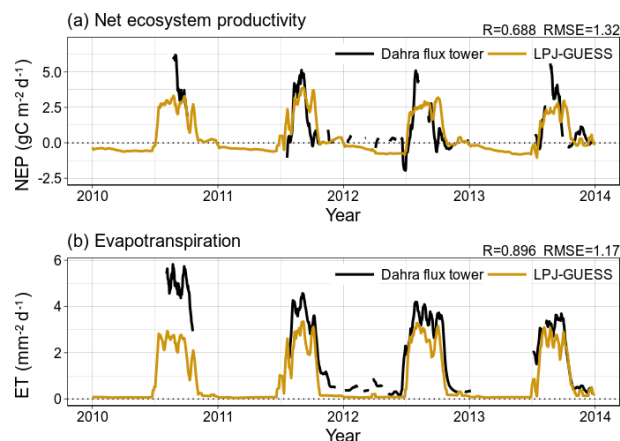 (a) Net ecosystem productivity
R=0.688 RMSE=1.32
Dahra flux tower LPJ-GUESS
NEP (gC m⁻² d⁻¹)
5.0
2.5
0.0
-2.5
2010 2011 2012 2013 2014
Year
(b) Evapotranspiration
R=0.896 RMSE=1.17
Dahra flux tower LPJ-GUESS
ET (mm⁻² d⁻¹)
6
4
2
0
2010 2011 2012 2013 2014
Year